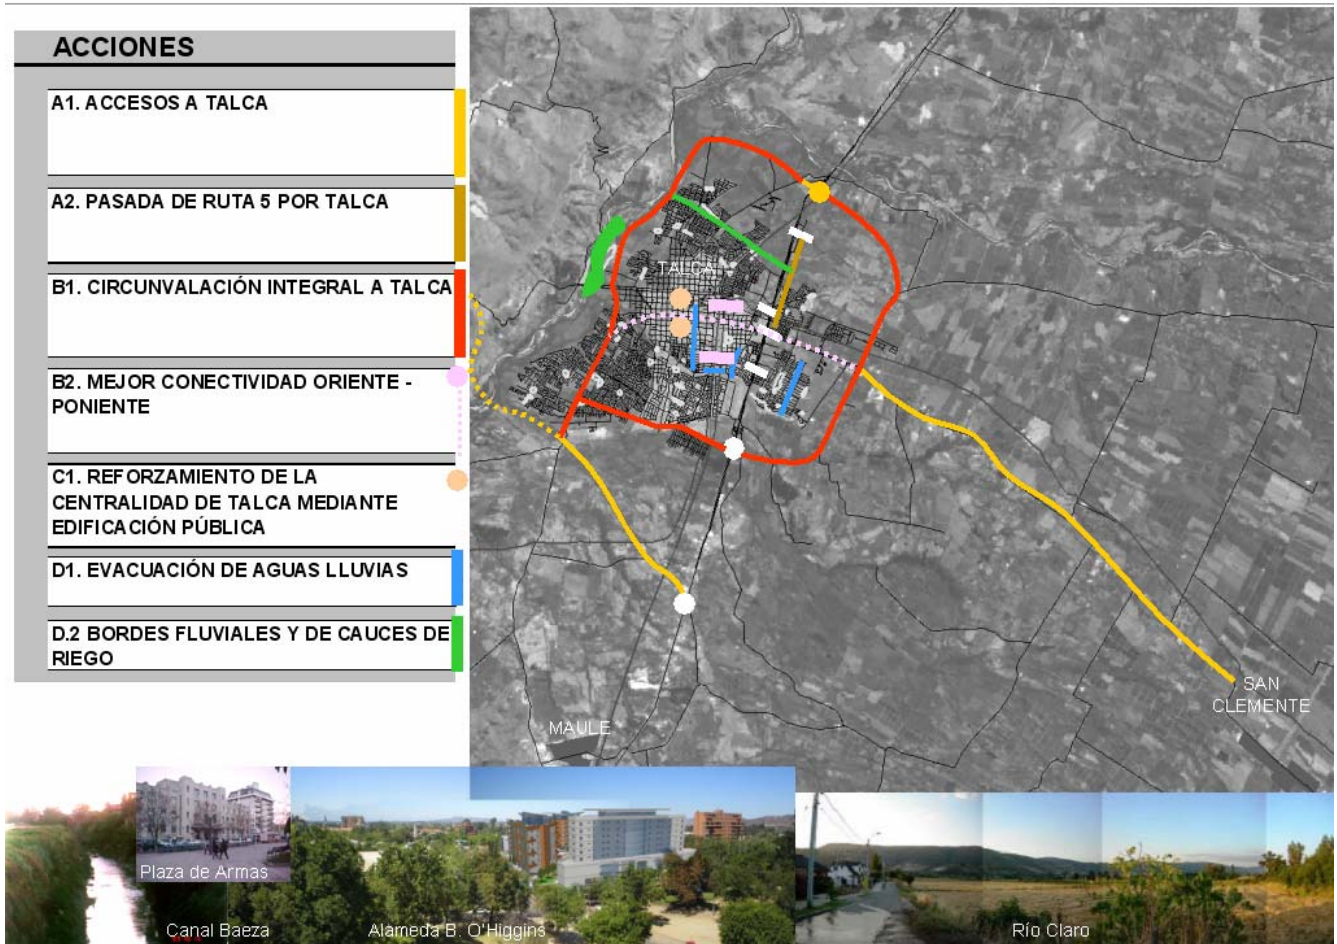 ACCIONES
A1. ACCESOS A TALCA
A2. PASADA DE RUTA 5 POR TALCA
B1. CIRCUNVALACIÓN INTEGRAL A TALCA
B2. MEJOR CONECTIVIDAD ORIENTE -
PONIENTE
C1. REFORZAMIENTO DE LA
CENTRALIDAD DE TALCA MEDIANTE
EDIFICACIÓN PÚBLICA
D1. EVACUACIÓN DE AGUAS LLUVIAS
D.2 BORDES FLUVIALES Y DE CAUCES DE
RIEGO
TALCA
SAN
CLEMENTE
MAULE
Plaza de Armas
Canal Baeza
Alameda B. O'Higgins
Río Claro